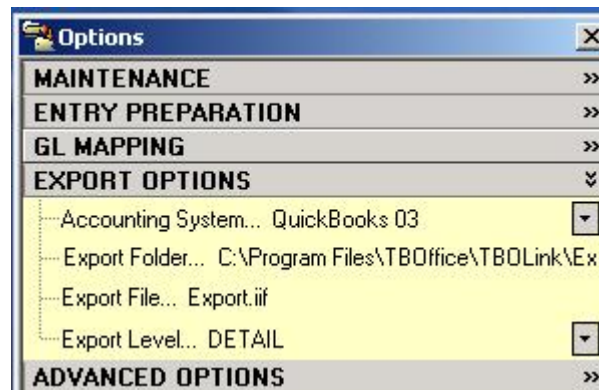 Options
MAINTENANCE
ENTRY PREPARATION
GL MAPPING
EXPORT OPTIONS
Accounting System... QuickBooks 03
Export Folder... C:\Program Files\TBOffice\TBOLink\Ex
Export File... Export.iif
Export Level... DETAIL
ADVANCED OPTIONS